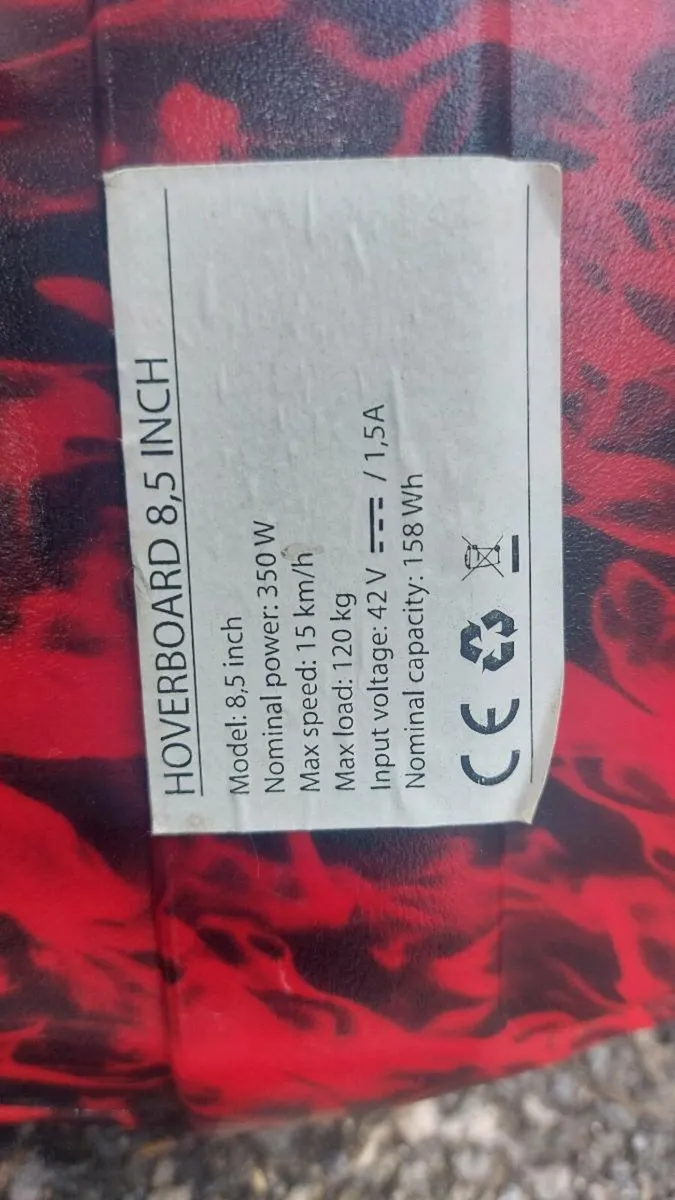 HOVERBOARD 8,5 INCH
Model: 8,5 inch
Nominal power: 350 W
Max speed: 15 km/h
Max load: 120 kg
Input voltage: 42 V ⎓ / 1,5A
Nominal capacity: 158 Wh
CE